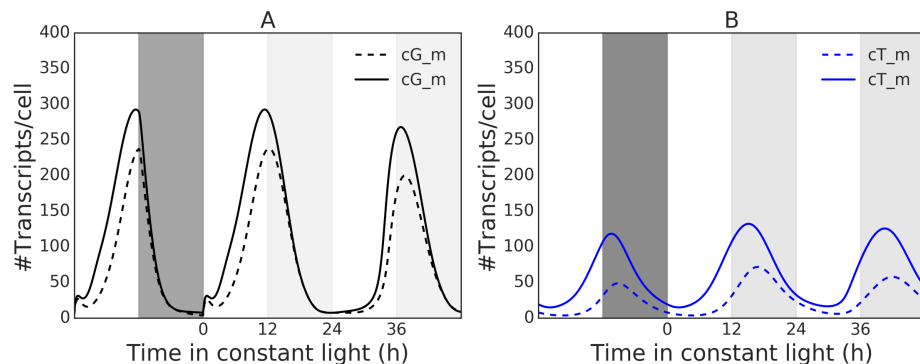 A
400
350
300
250
200
150
100
50
0
#Transcripts/cell
cG_m
cG_m
0 12 24 36
Time in constant light (h)
B
400
350
300
250
200
150
100
50
0
#Transcripts/cell
cT_m
cT_m
0 12 24 36
Time in constant light (h)